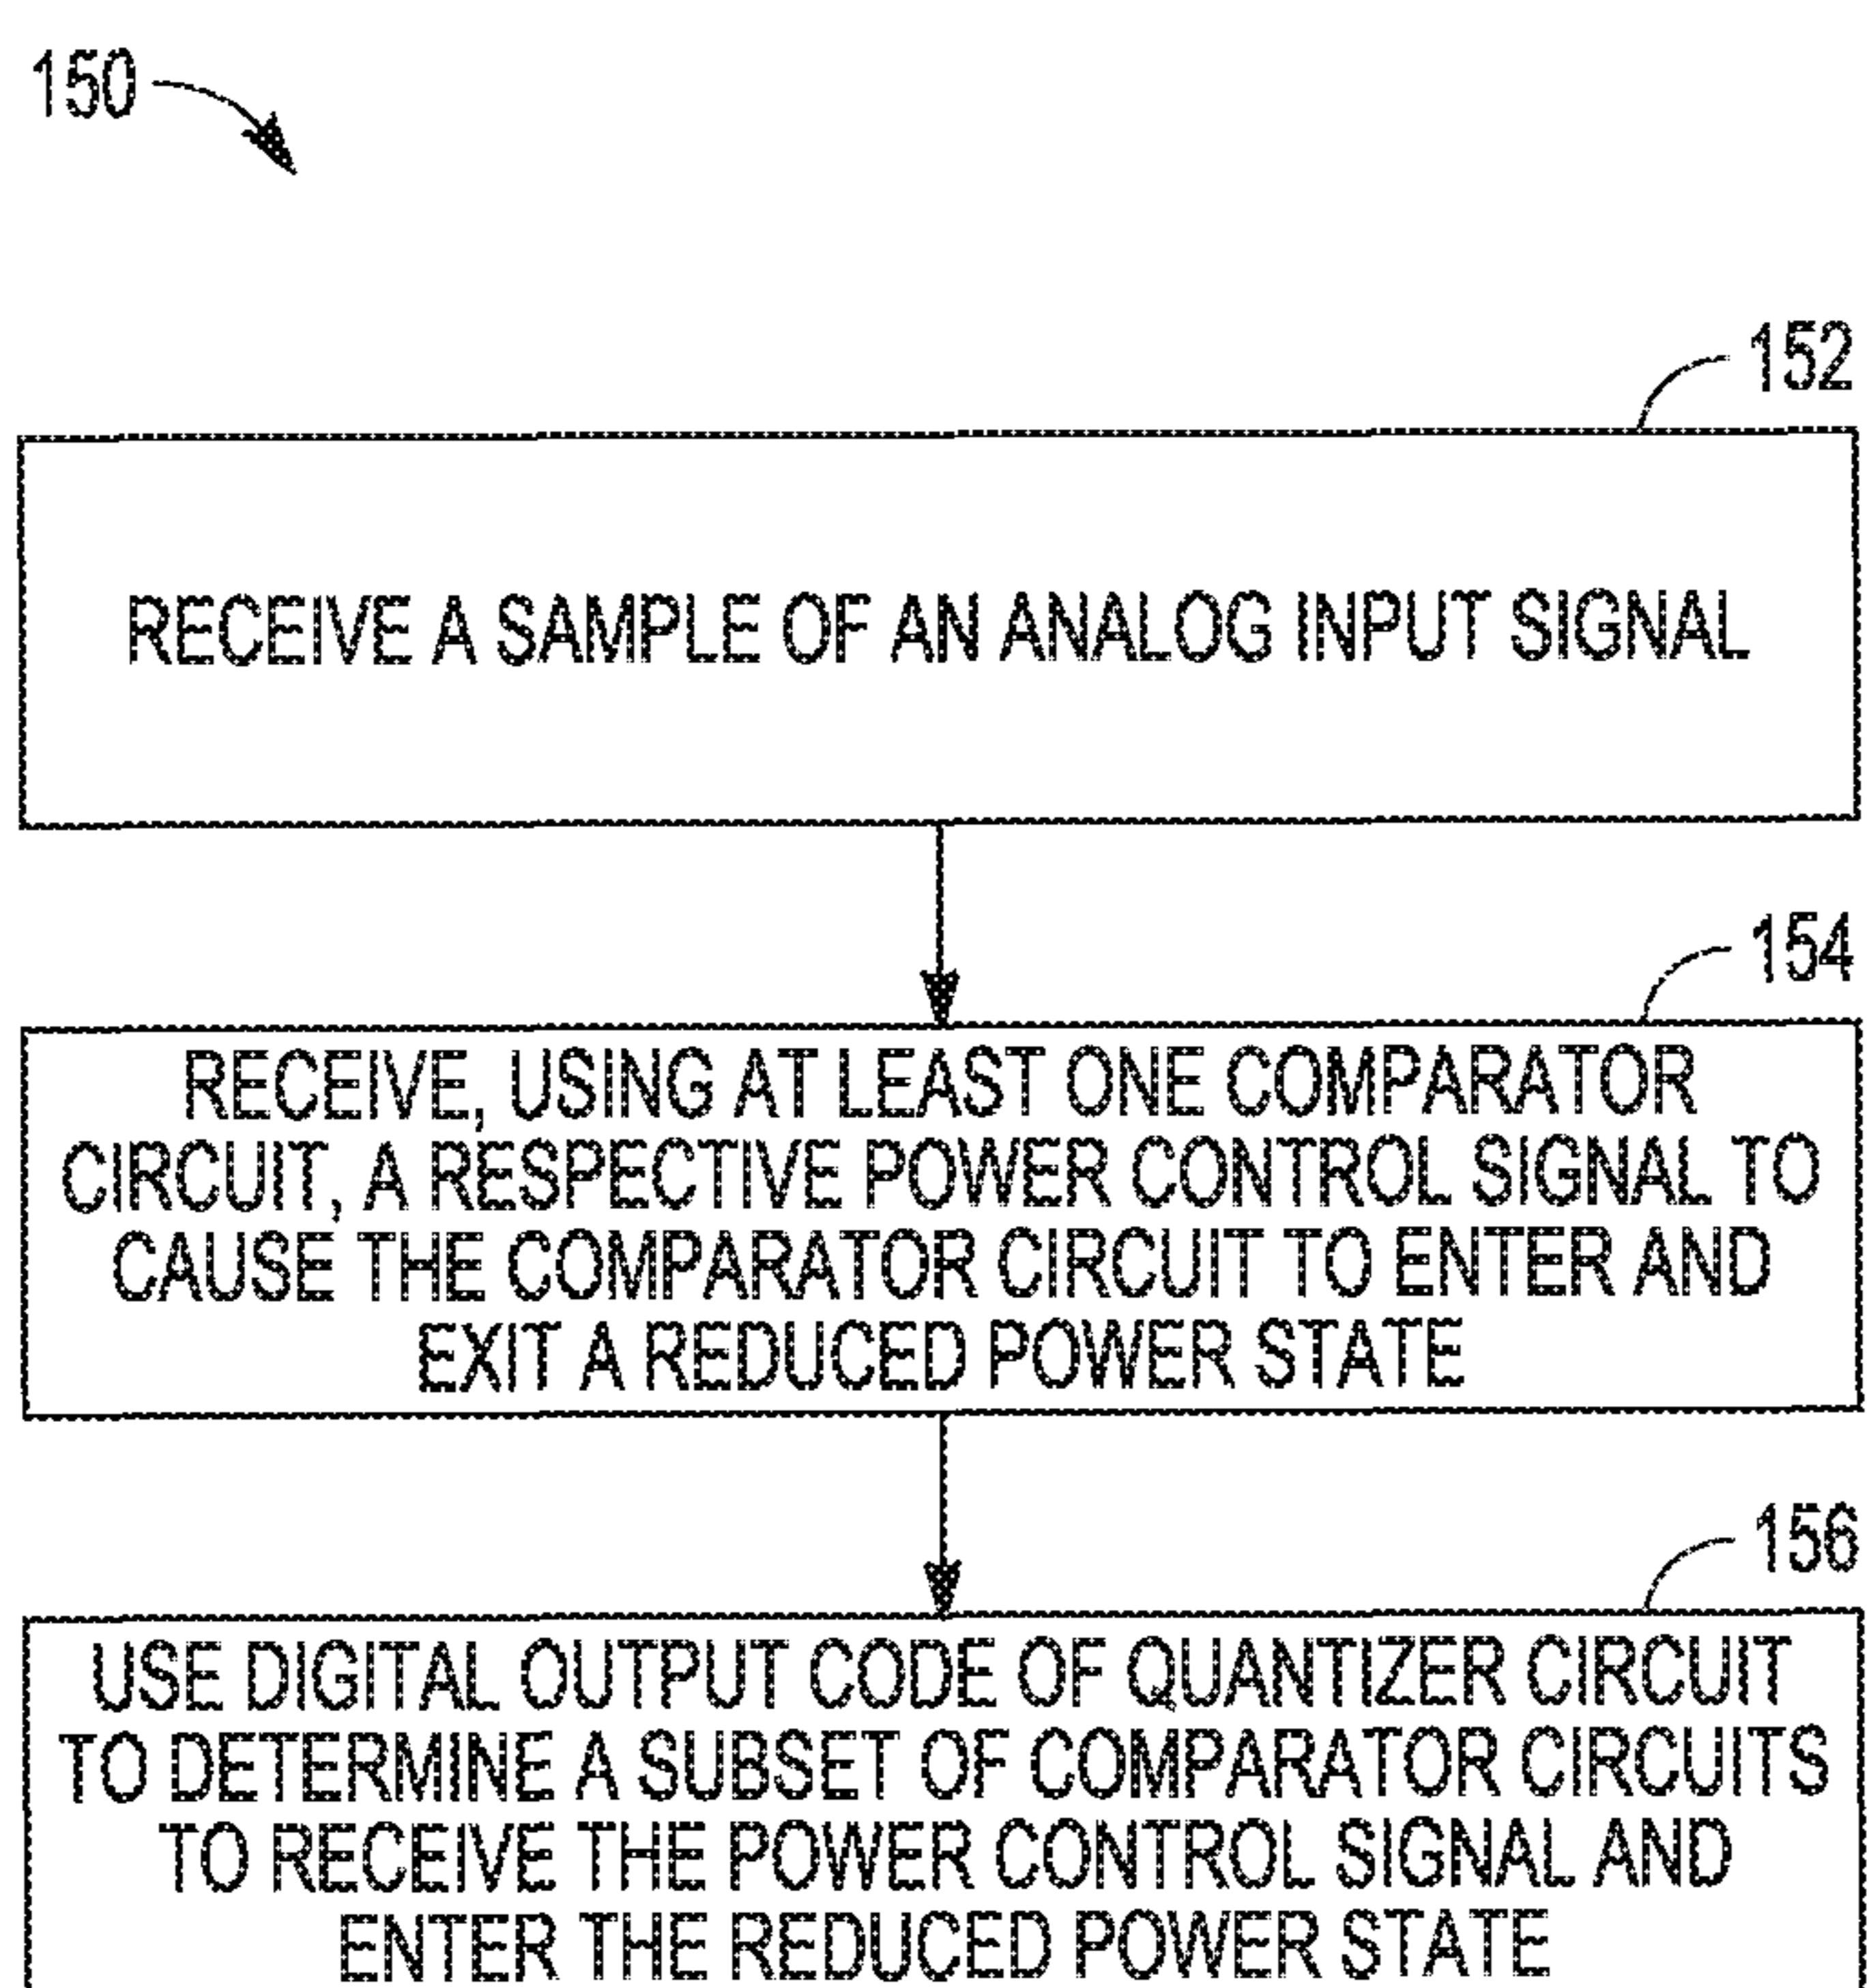 150
152
RECEIVE A SAMPLE OF AN ANALOG INPUT SIGNAL
154
RECEIVE, USING AT LEAST ONE COMPARATOR
CIRCUIT, A RESPECTIVE POWER CONTROL SIGNAL TO
CAUSE THE COMPARATOR CIRCUIT TO ENTER AND
EXIT A REDUCED POWER STATE
156
USE DIGITAL OUTPUT CODE OF QUANTIZER CIRCUIT
TO DETERMINE A SUBSET OF COMPARATOR CIRCUITS
TO RECEIVE THE POWER CONTROL SIGNAL AND
ENTER THE REDUCED POWER STATE